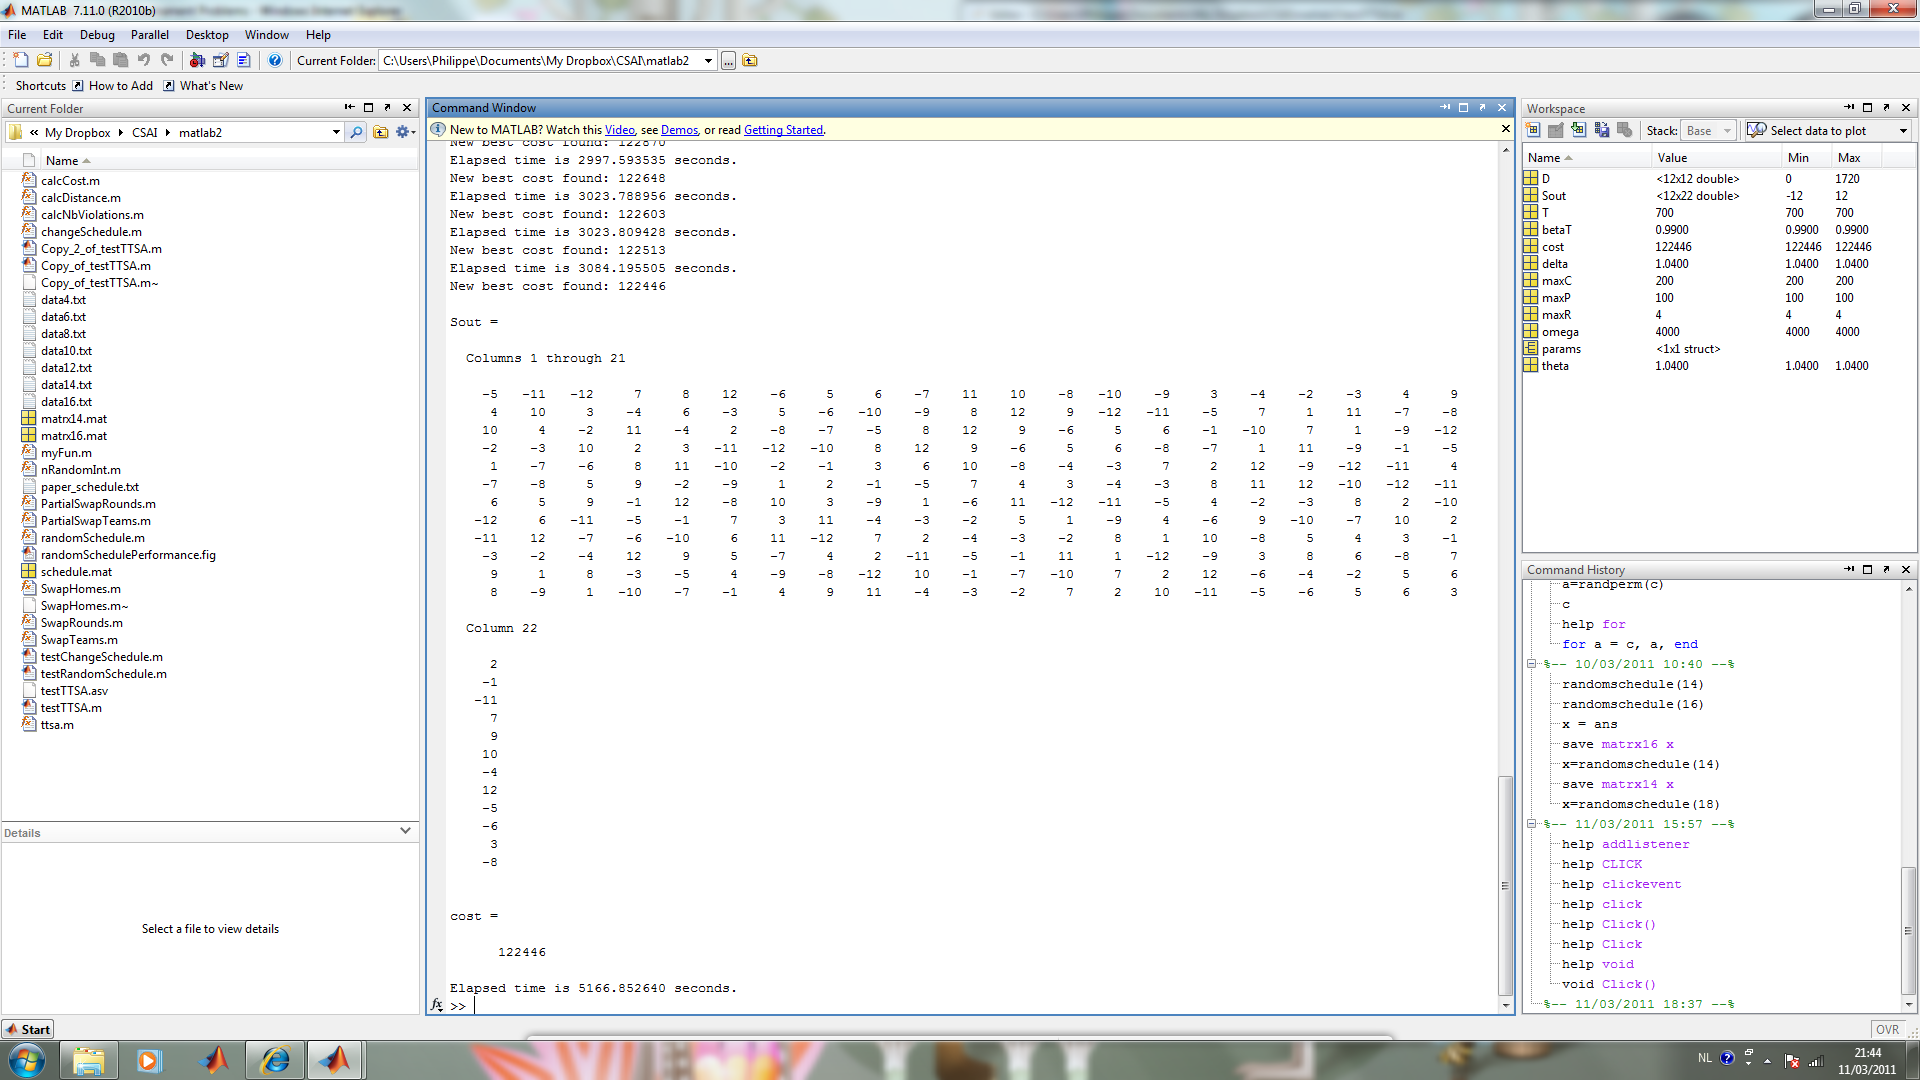 MATLAB 7.11.0 (R2010b)
File Edit Debug Parallel Desktop Window Help
Current Folder: C:\Users\Philippe\Documents\My Dropbox\CSAI\matlab2
Shortcuts How to Add What's New
Current Folder
« My Dropbox CSAI matlab2
Name
calcCost.m
calcDistance.m
calcNbViolations.m
changeSchedule.m
Copy_2_of_testTTSA.m
Copy_of_testTTSA.m
Copy_of_testTTSA.m~
data4.txt
data6.txt
data8.txt
data10.txt
data12.txt
data14.txt
data16.txt
matrx14.mat
matrx16.mat
myFun.m
nRandomInt.m
paper_schedule.txt
PartialSwapRounds.m
PartialSwapTeams.m
randomSchedule.m
randomSchedulePerformance.fig
schedule.mat
SwapHomes.m
SwapHomes.m~
SwapRounds.m
SwapTeams.m
testChangeSchedule.m
testRandomSchedule.m
testTTSA.asv
testTTSA.m
ttsa.m
Details
Select a file to view details
Command Window
New to MATLAB? Watch this Video, see Demos, or read Getting Started.
New best cost found: 122870
Elapsed time is 2997.593535 seconds.
New best cost found: 122648
Elapsed time is 3023.788956 seconds.
New best cost found: 122603
Elapsed time is 3023.809428 seconds.
New best cost found: 122513
Elapsed time is 3084.195505 seconds.
New best cost found: 122446
Sout =
Columns 1 through 21
-5 -11 -12 7 8 12 -6 5 6 -7 11 10 -8 -10 -9 3 -4 -2 -3 4 9
4 10 3 -4 6 -3 5 -6 -10 -9 8 12 9 -12 -11 -5 7 1 11 -7 -8
10 4 -2 11 -4 2 -8 -7 -5 8 12 9 -6 5 6 -1 -10 7 1 -9 -12
-2 -3 10 2 3 -11 -12 -10 8 12 9 -6 5 6 -8 -7 1 11 -9 -1 -5
1 -7 -6 8 11 -10 -2 -1 3 6 10 -8 -4 -3 7 2 12 -9 -12 -11 4
-7 -8 5 9 -2 -9 1 2 -1 -5 7 4 3 -4 -3 8 11 12 -10 -12 -11
6 5 9 -1 12 -8 10 3 -9 1 -6 11 -12 -11 -5 4 -2 -3 8 2 -10
-12 6 -11 -5 -1 7 3 11 -4 -3 -2 5 1 -9 4 -6 9 -10 -7 10 2
-11 12 -7 -6 -10 6 11 -12 7 2 -4 -3 -2 8 1 10 -8 5 4 3 -1
-3 -2 -4 12 9 5 -7 4 2 -11 -5 -1 11 1 -12 -9 3 8 6 -8 7
9 1 8 -3 -5 4 -9 -8 -12 10 -1 -7 -10 7 2 12 -6 -4 -2 5 6
8 -9 1 -10 -7 -1 4 9 11 -4 -3 -2 7 2 10 -11 -5 -6 5 6 3
Column 22
2
-1
-11
7
9
10
-4
12
-5
-6
3
-8
cost =
122446
Elapsed time is 5166.852640 seconds.
fx >>
Workspace
Stack: Base Select data to plot
Name Value Min Max
D <12x12 double> 0 1720
Sout <12x22 double> -12 12
T 700 700 700
betaT 0.9900 0.9900 0.9900
cost 122446 122446 122446
delta 1.0400 1.0400 1.0400
maxC 200 200 200
maxP 100 100 100
maxR 4 4 4
omega 4000 4000 4000
params <1x1 struct>
theta 1.0400 1.0400 1.0400
Command History
a=randperm(c)
c
help for
for a = c, a, end
%-- 10/03/2011 10:40 --%
randomschedule(14)
randomschedule(16)
x = ans
save matrx16 x
x=randomschedule(14)
save matrx14 x
x=randomschedule(18)
%-- 11/03/2011 15:57 --%
help addlistener
help CLICK
help clickevent
help click
help Click()
help Click
help void
void Click()
%-- 11/03/2011 18:37 --%
Start
OVR
NL
21:44
11/03/2011